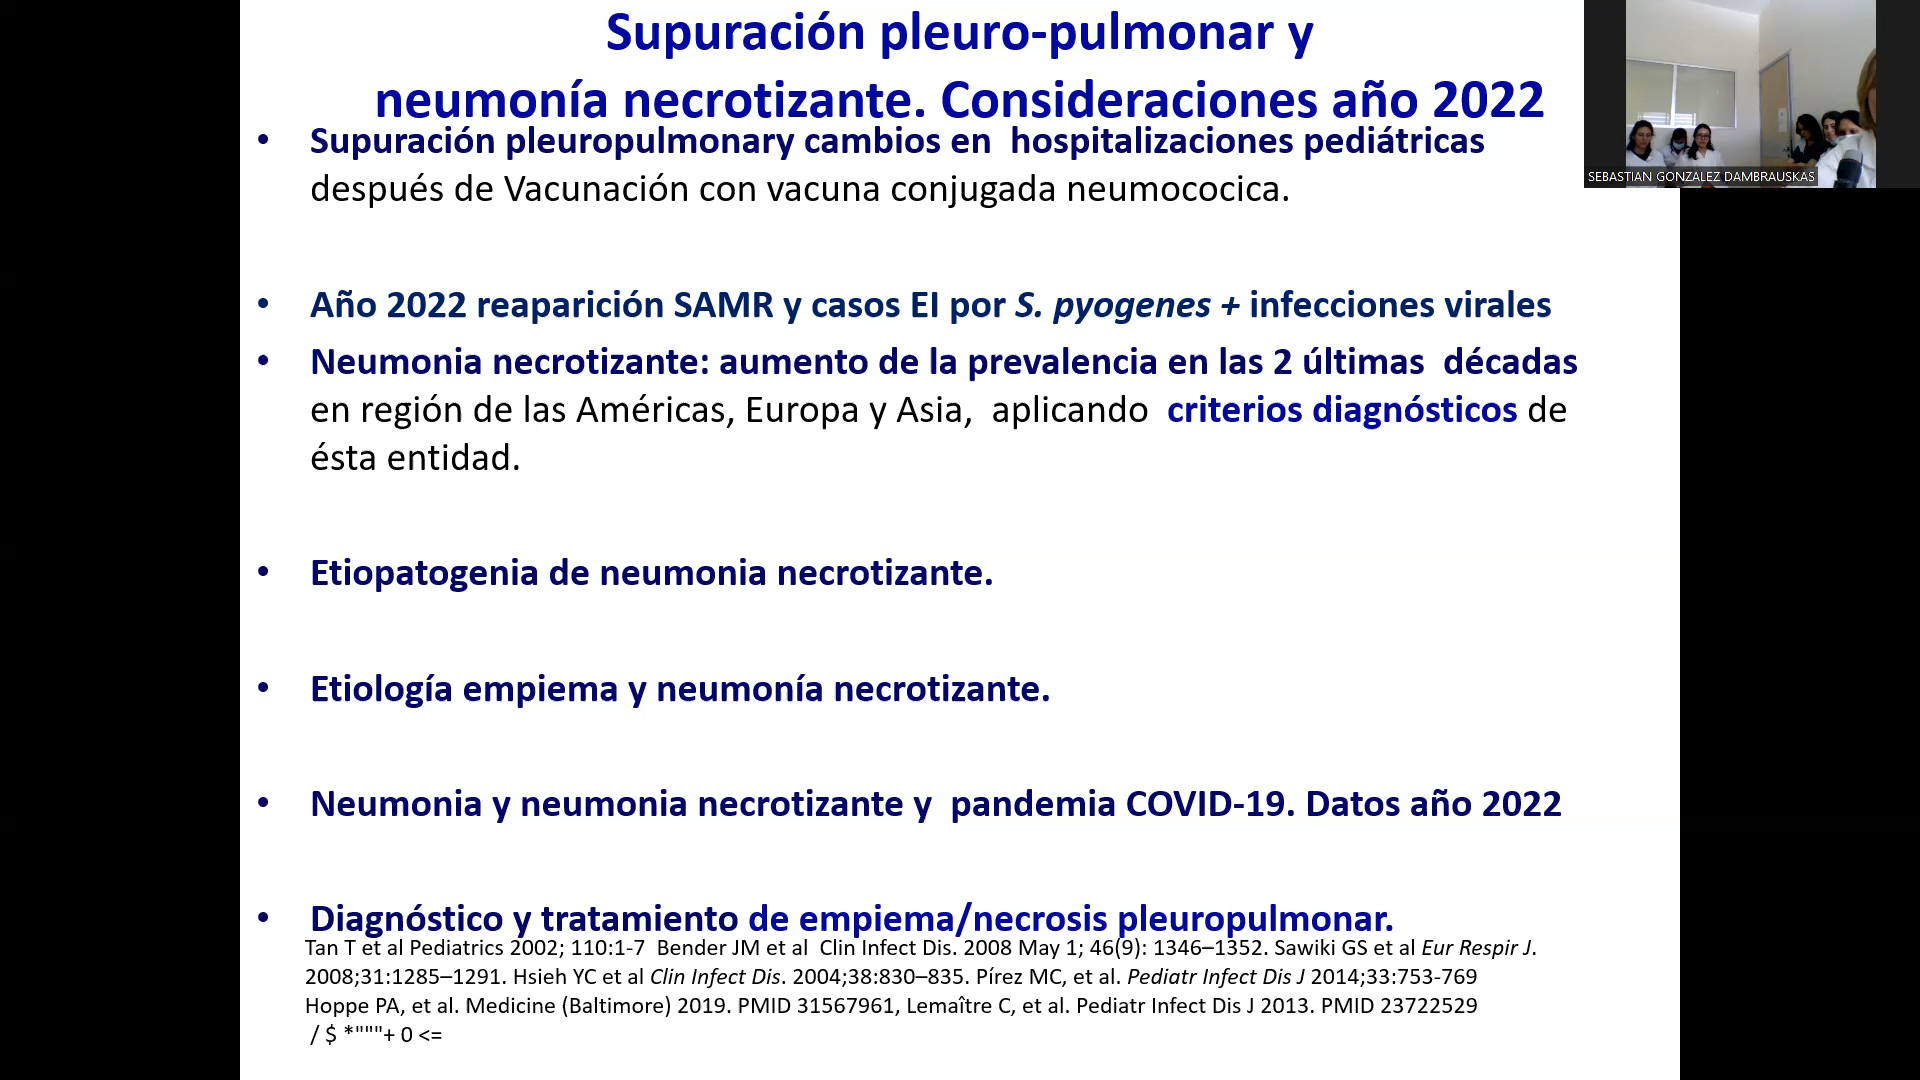 Supuración pleuro-pulmonar y
neumonía necrotizante. Consideraciones año 2022
SEBASTIAN GONZALEZ DAMBRAUSKAS
• Supuración pleuropulmonary cambios en hospitalizaciones pediátricas
después de Vacunación con vacuna conjugada neumococica.
• Año 2022 reaparición SAMR y casos EI por S. pyogenes + infecciones virales
• Neumonia necrotizante: aumento de la prevalencia en las 2 últimas décadas
en región de las Américas, Europa y Asia, aplicando criterios diagnósticos de
ésta entidad.
• Etiopatogenia de neumonia necrotizante.
• Etiología empiema y neumonía necrotizante.
• Neumonia y neumonia necrotizante y pandemia COVID-19. Datos año 2022
• Diagnóstico y tratamiento de empiema/necrosis pleuropulmonar.
Tan T et al Pediatrics 2002; 110:1-7 Bender JM et al Clin Infect Dis. 2008 May 1; 46(9): 1346–1352. Sawiki GS et al Eur Respir J.
2008;31:1285–1291. Hsieh YC et al Clin Infect Dis. 2004;38:830–835. Pírez MC, et al. Pediatr Infect Dis J 2014;33:753-769
Hoppe PA, et al. Medicine (Baltimore) 2019. PMID 31567961, Lemaître C, et al. Pediatr Infect Dis J 2013. PMID 23722529
/ $ *"""+ 0 <=